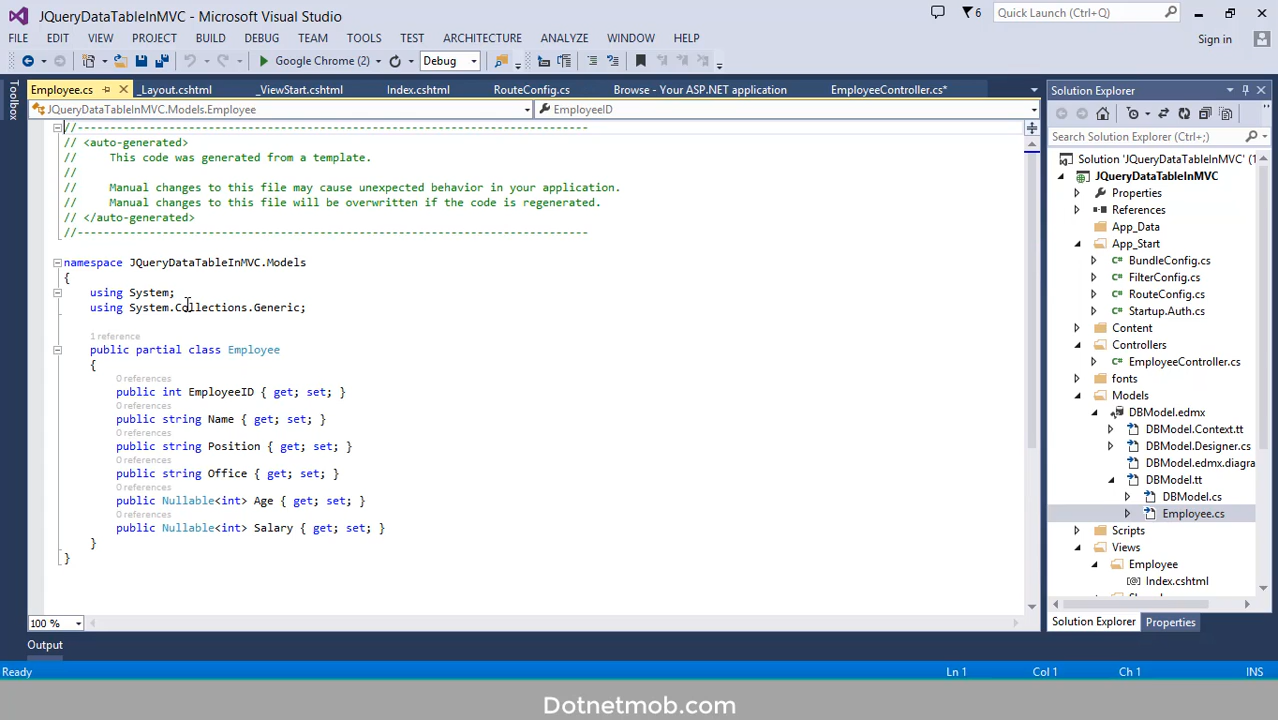 JQueryDataTableInMVC - Microsoft Visual Studio
6
Quick Launch (Ctrl+Q)
FILE EDIT VIEW PROJECT BUILD DEBUG TEAM TOOLS TEST ARCHITECTURE ANALYZE WINDOW HELP
Sign in
Google Chrome (2)
Debug
Toolbox
Employee.cs
_Layout.cshtml
_ViewStart.cshtml
Index.cshtml
RouteConfig.cs
Browse - Your ASP.NET application
EmployeeController.cs*
JQueryDataTableInMVC.Models.Employee
EmployeeID
//------------------------------------------------------------------------------
// <auto-generated>
//     This code was generated from a template.
//
//     Manual changes to this file may cause unexpected behavior in your application.
//     Manual changes to this file will be overwritten if the code is regenerated.
// </auto-generated>
//------------------------------------------------------------------------------
namespace JQueryDataTableInMVC.Models
{
using System;
using System.Collections.Generic;
1 reference
public partial class Employee
{
0 references
public int EmployeeID { get; set; }
0 references
public string Name { get; set; }
0 references
public string Position { get; set; }
0 references
public string Office { get; set; }
0 references
public Nullable<int> Age { get; set; }
0 references
public Nullable<int> Salary { get; set; }
}
}
100 %
Solution Explorer
Search Solution Explorer (Ctrl+;)
Solution 'JQueryDataTableInMVC' (1
JQueryDataTableInMVC
Properties
References
App_Data
App_Start
C# BundleConfig.cs
C# FilterConfig.cs
C# RouteConfig.cs
C# Startup.Auth.cs
Content
Controllers
C# EmployeeController.cs
fonts
Models
DBModel.edmx
DBModel.Context.tt
DBModel.Designer.cs
DBModel.edmx.diagra
DBModel.tt
DBModel.cs
Employee.cs
Scripts
Views
Employee
[@] Index.cshtml
Solution Explorer
Properties
Output
Ready
Ln 1
Col 1
Ch 1
INS
Dotnetmob.com